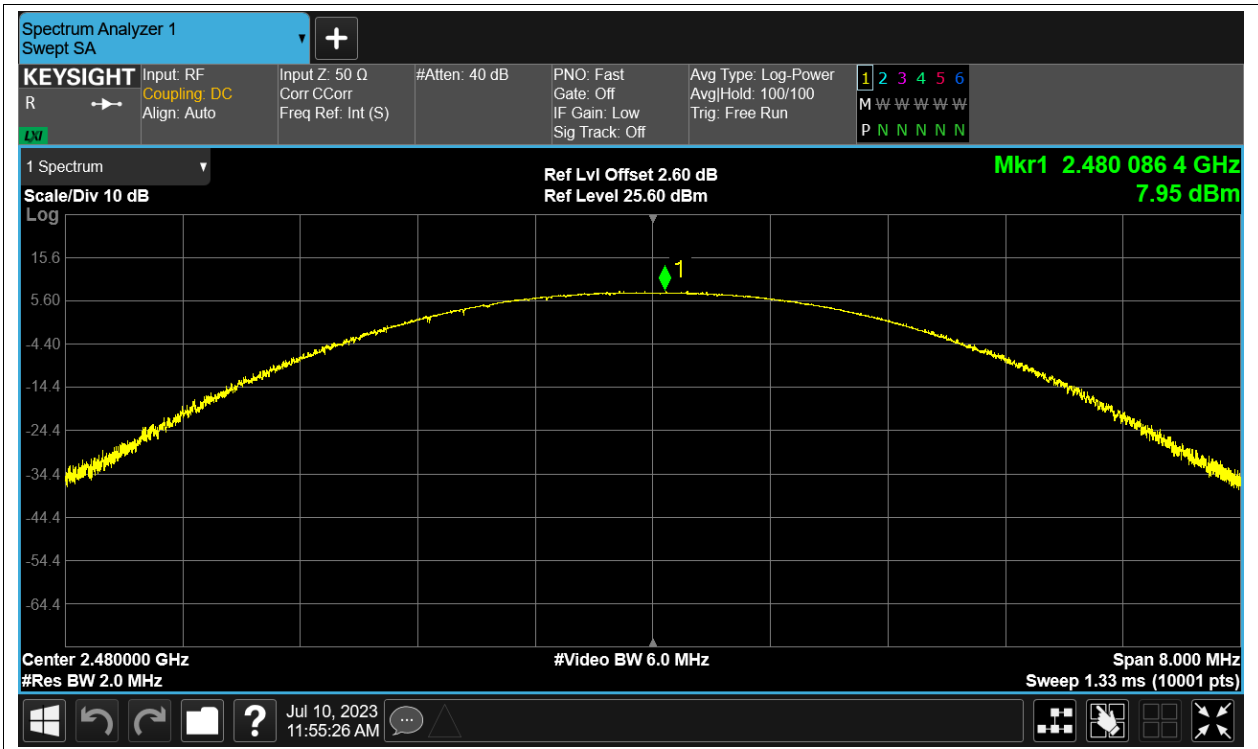 Spectrum Analyzer 1
Swept SA
KEYSIGHT
R
LXI
Input: RF
Coupling: DC
Align: Auto
Input Z: 50 Ω
Corr CCorr
Freq Ref: Int (S)
#Atten: 40 dB
PNO: Fast
Gate: Off
IF Gain: Low
Sig Track: Off
Avg Type: Log-Power
Avg|Hold: 100/100
Trig: Free Run
1 2 3 4 5 6
M W W W W W
P N N N N N
1 Spectrum
Scale/Div 10 dB
Ref Lvl Offset 2.60 dB
Ref Level 25.60 dBm
Mkr1 2.480 086 4 GHz
7.95 dBm
Log
15.6
5.60
-4.40
-14.4
-24.4
-34.4
-44.4
-54.4
-64.4
1
Center 2.480000 GHz
#Video BW 6.0 MHz
Span 8.000 MHz
#Res BW 2.0 MHz
Sweep 1.33 ms (10001 pts)
?
Jul 10, 2023
11:55:26 AM